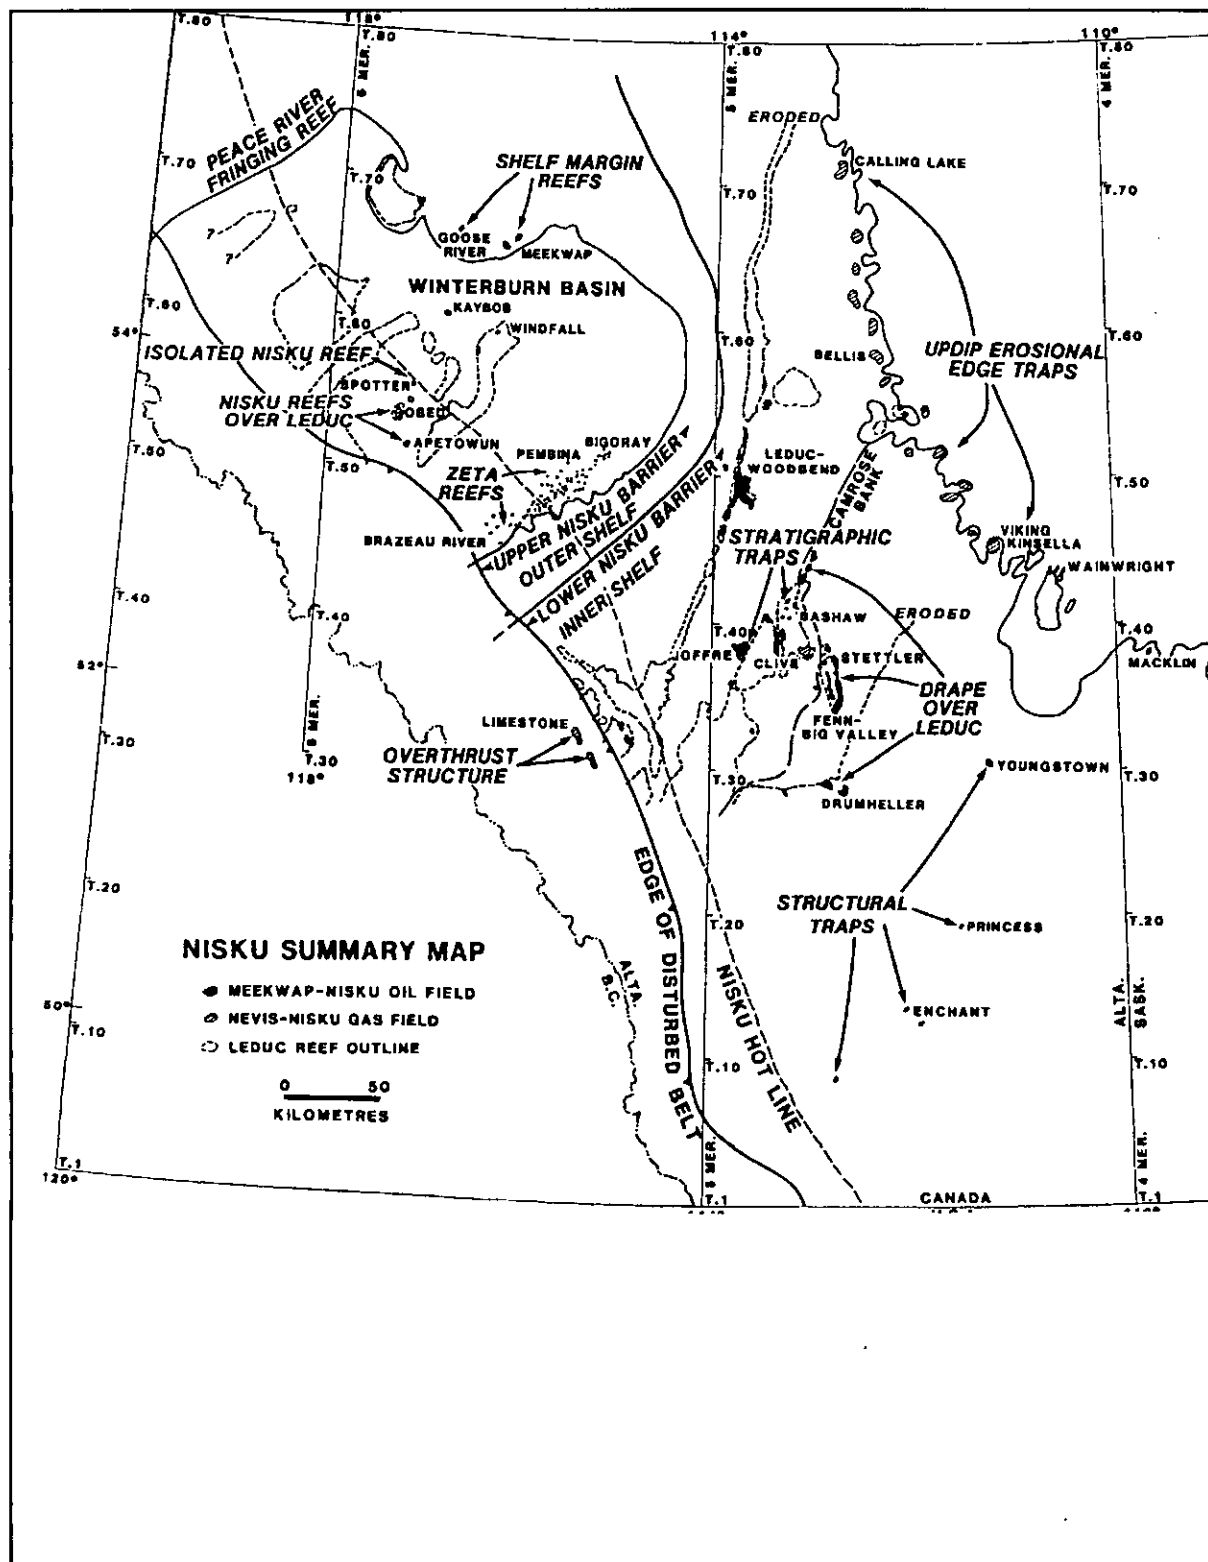 T.80
118°
T.80
6 MER.
114°
T.80
5 MER.
110°
T.80
4 MER.
ERODED
PEACE RIVER
FRINGING REEF
T.70
T.70
SHELF MARGIN
REEFS
T.70
CALLING LAKE
T.70
GOOSE
RIVER
MEEKWAP
?
?
WINTERBURN BASIN
KAYBOB
WINDFALL
T.60
T.60
54°
T.60
T.60
ISOLATED NISKU REEF
SPOTTER
BELLIS
UPDIP EROSIONAL
EDGE TRAPS
NISKU REEFS
OVER LEDUC
OBED
APETOWUN
T.50
T.50
ZETA
REEFS
PEMBINA
BIGORAY
LEDUC-
WOODBEND
CAMROSE
BANK
T.50
T.50
BRAZEAU RIVER
UPPER NISKU BARRIER
OUTER SHELF
LOWER NISKU BARRIER
INNER SHELF
STRATIGRAPHIC
TRAPS
VIKING
KINSELLA
WAINWRIGHT
T.40
T.40
T.40
BASHAW
ERODED
T.40
52°
JOFFRE
CLIVE
STETTLER
MACKLIN
DRAPE
OVER
LEDUC
FENN-
BIG VALLEY
6 MER.
T.30
118°
T.30
LIMESTONE
OVERTHRUST
STRUCTURE
T.30
DRUMHELLER
YOUNGSTOWN
T.30
EDGE OF DISTURBED BELT
T.20
T.20
STRUCTURAL
TRAPS
PRINCESS
T.20
NISKU SUMMARY MAP
MEEKWAP-NISKU OIL FIELD
NEVIS-NISKU GAS FIELD
LEDUC REEF OUTLINE
0 50
KILOMETRES
50°
T.10
ALTA.
B.C.
NISKU HOT LINE
ENCHANT
ALTA.
SASK.
T.10
T.10
T.1
120°
5 MER.
T.1
CANADA
4 MER.
T.1